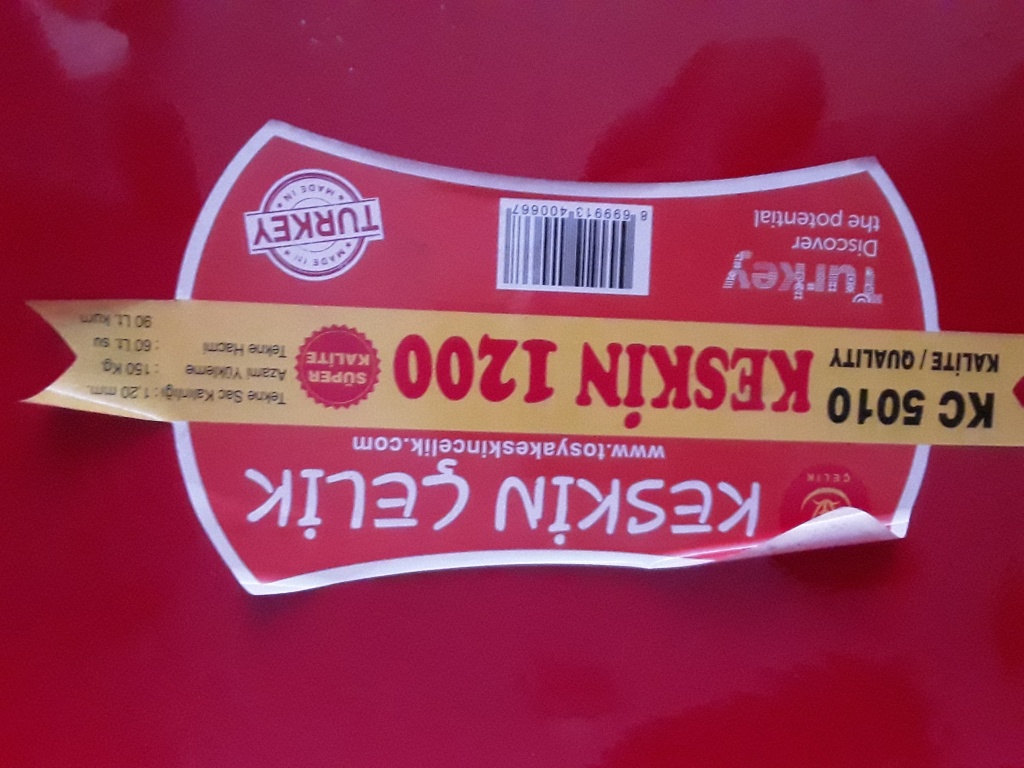 ÇELİK
KESKİN ÇELİK
www.tosyakeskincelik.com
KC 5010
KALİTE / QUALITY
KESKİN 1200
SÜPER
KALİTE
Tekne Sac Kalınlığı : 1,20 mm.
Azami Yükleme : 150 Kg.
Tekne Hacmi : 60 Lt. su
90 Lt. kum
Turkey
Discover
the potential
8 699913 400667
MADE IN
TURKEY
MADE IN